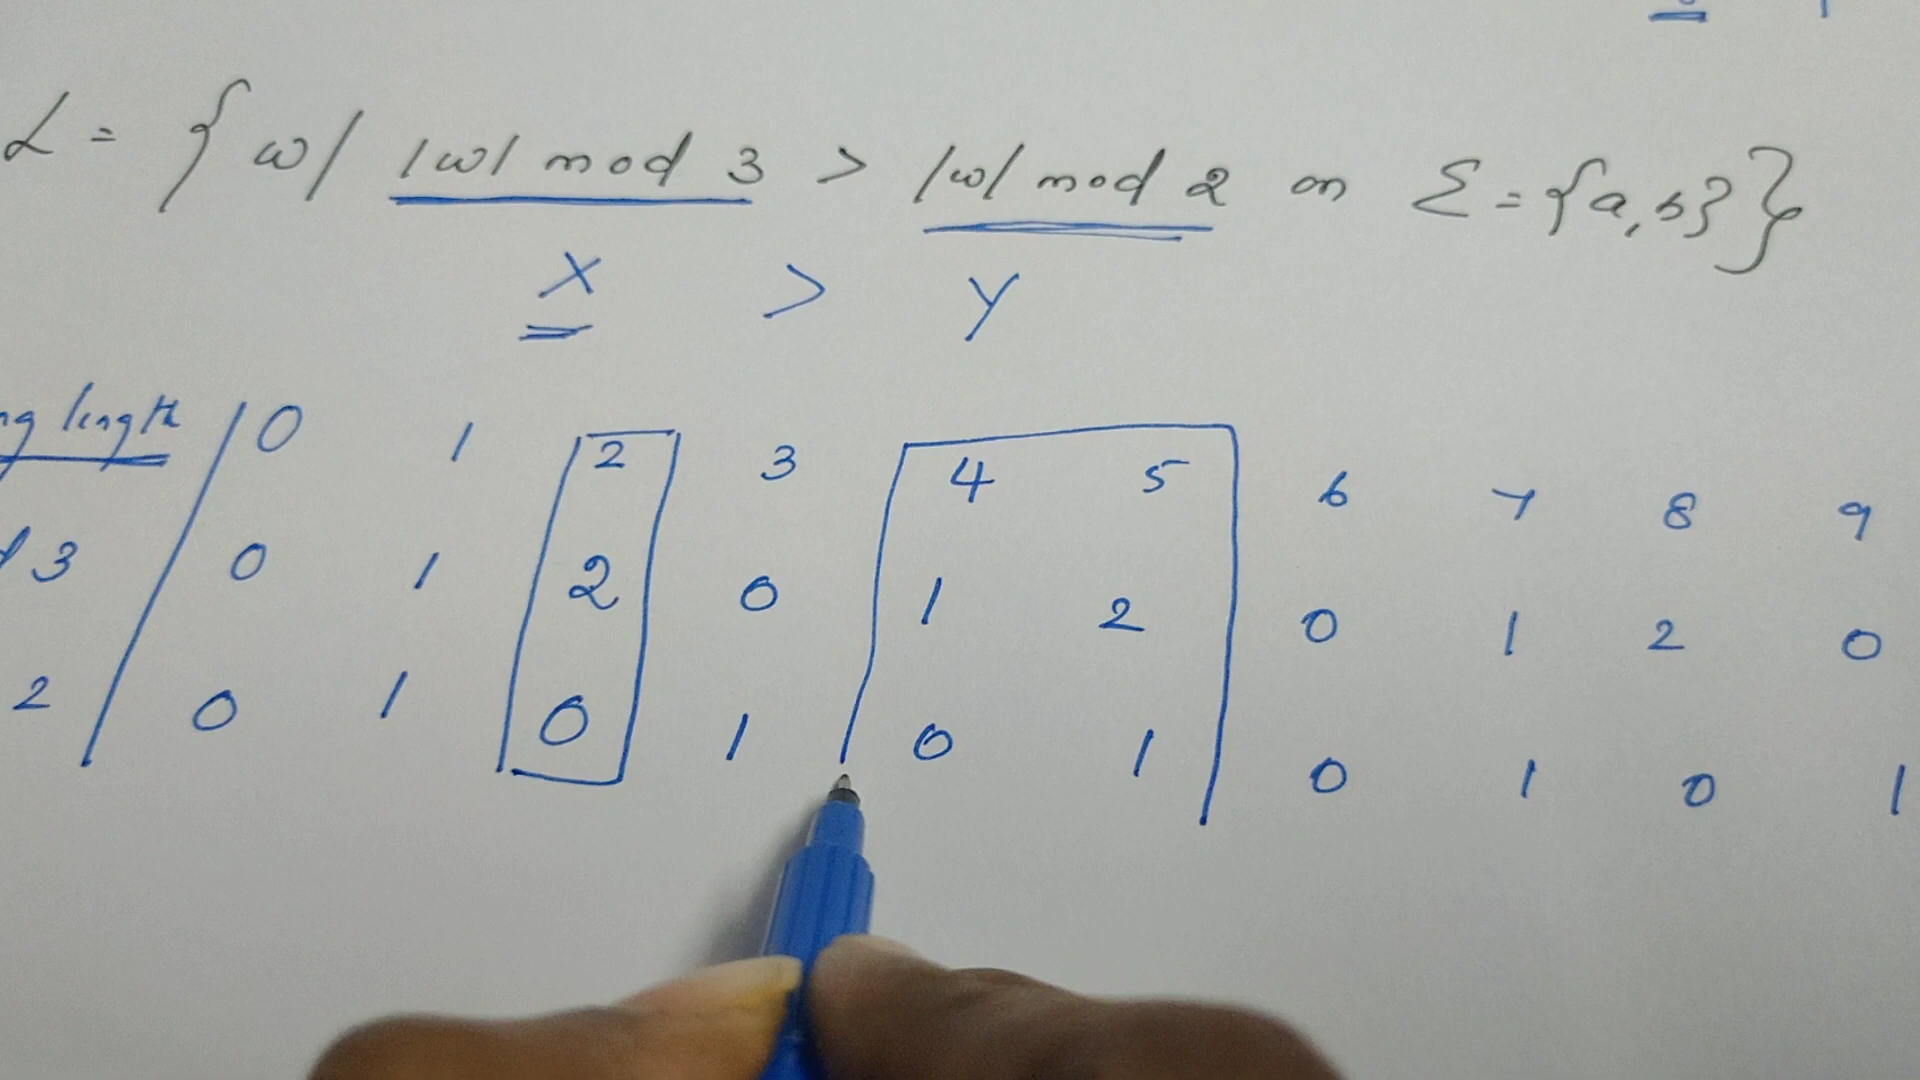 L = { w / |w| mod 3 > |w| mod 2 on Σ = {a, b} }
X > Y
length 0 1 2 3 4 5 6 7 8 9
3 0 1 2 0 1 2 0 1 2 0
2 0 1 0 1 0 1 0 1 0 1